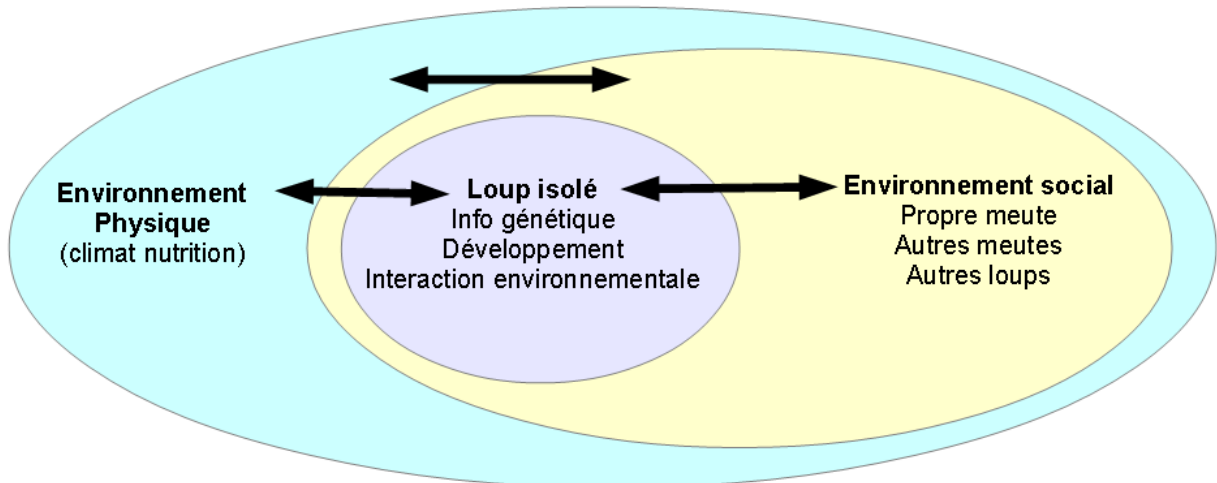 Environnement
Physique
(climat nutrition)
Loup isolé
Info génétique
Développement
Interaction environnementale
Environnement social
Propre meute
Autres meutes
Autres loups